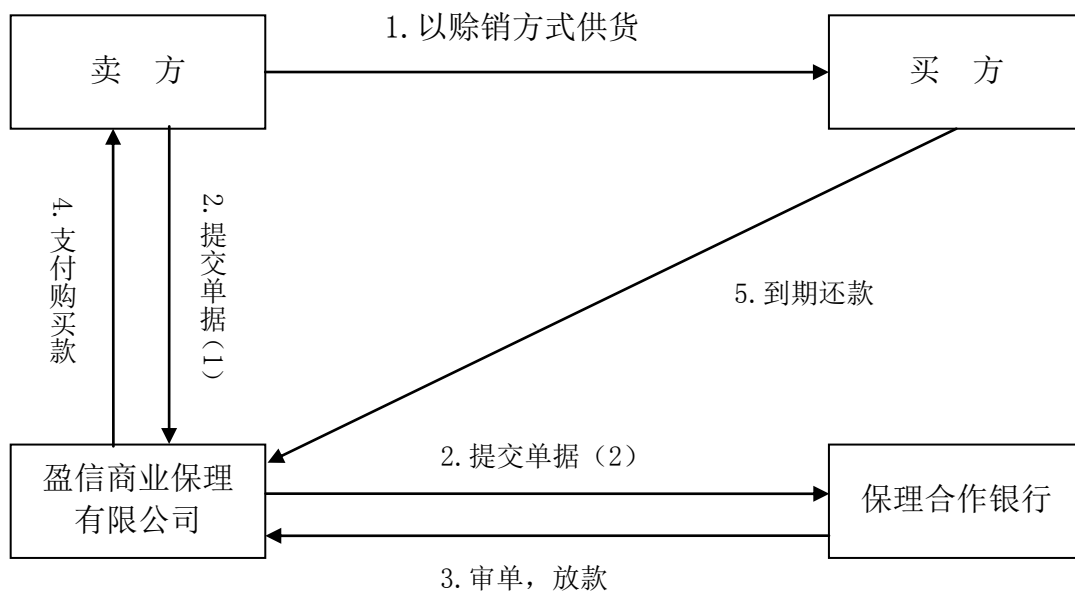 1.以赊销方式供货
卖 方
买 方
4.支付购买款
2.提交单据(1)
5.到期还款
盈信商业保理
有限公司
2.提交单据（2）
保理合作银行
3.审单，放款